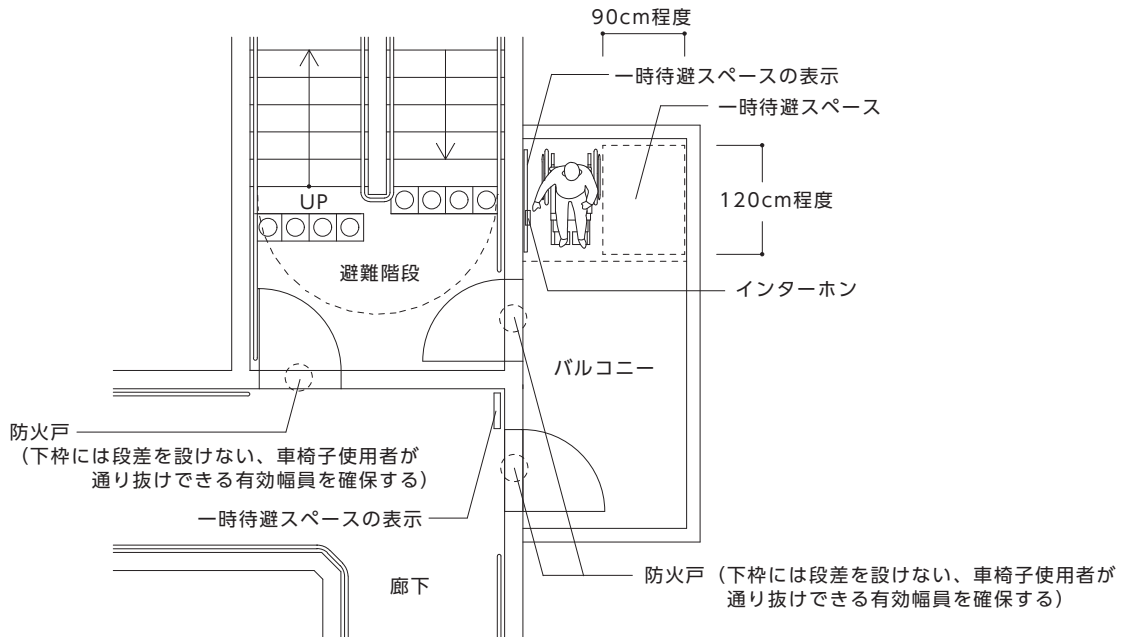 90cm程度
一時待避スペースの表示
一時待避スペース
120cm程度
UP
避難階段
インターホン
バルコニー
防火戸
（下枠には段差を設けない、車椅子使用者が
通り抜けできる有効幅員を確保する）
一時待避スペースの表示
廊下
防火戸（下枠には段差を設けない、車椅子使用者が
通り抜けできる有効幅員を確保する）